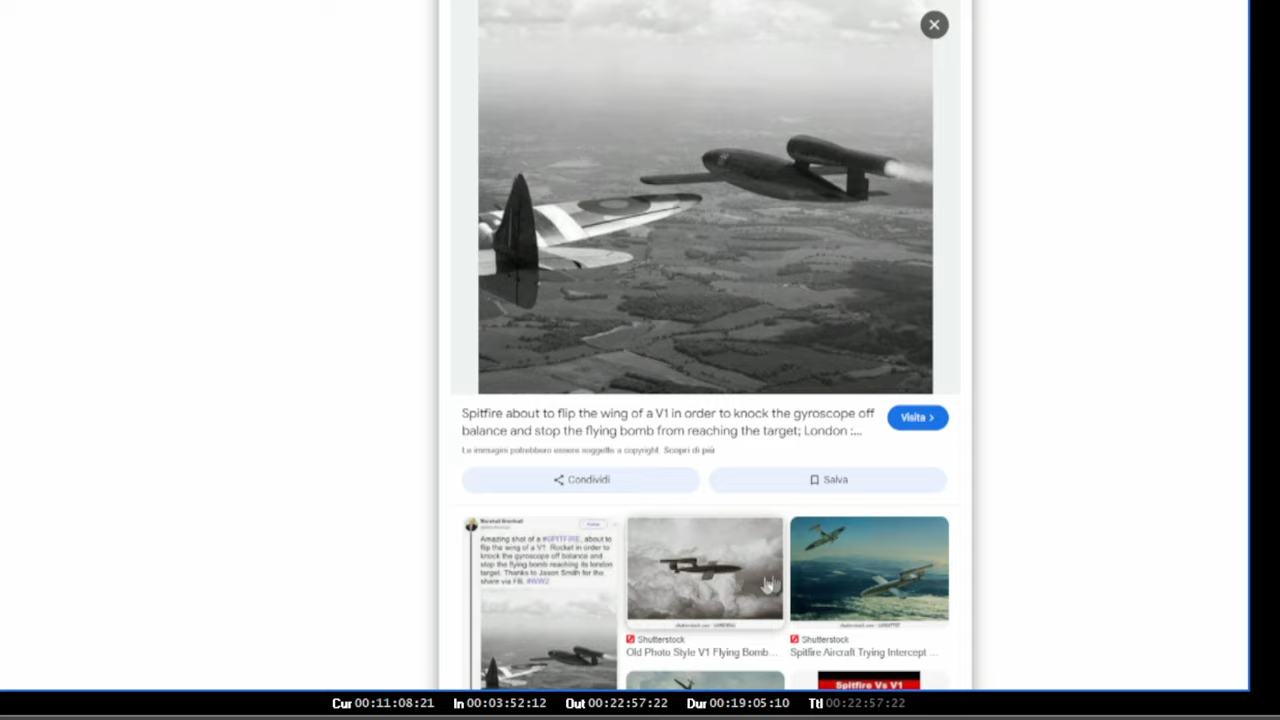 Spitfire about to flip the wing of a V1 in order to knock the gyroscope off
balance and stop the flying bomb from reaching the target; London :...
Visita >
Le immagini potrebbero essere soggette a copyright. Scopri di più
Condividi
Salva
Follow
Amazing shot of a #SPITFIRE, about to
flip the wing of a V1 Rocket in order to
knock the gyroscope off balance and
stop the flying bomb reaching its london
target. Thanks to Jason Smith for the
share via FB. #WW2
Shutterstock
Old Photo Style V1 Flying Bomb...
Shutterstock
Spitfire Aircraft Trying Intercept ...
Spitfire Vs V1
Cur 00:11:08:21 In 00:03:52:12 Out 00:22:57:22 Dur 00:19:05:10 Ttl 00:22:57:22